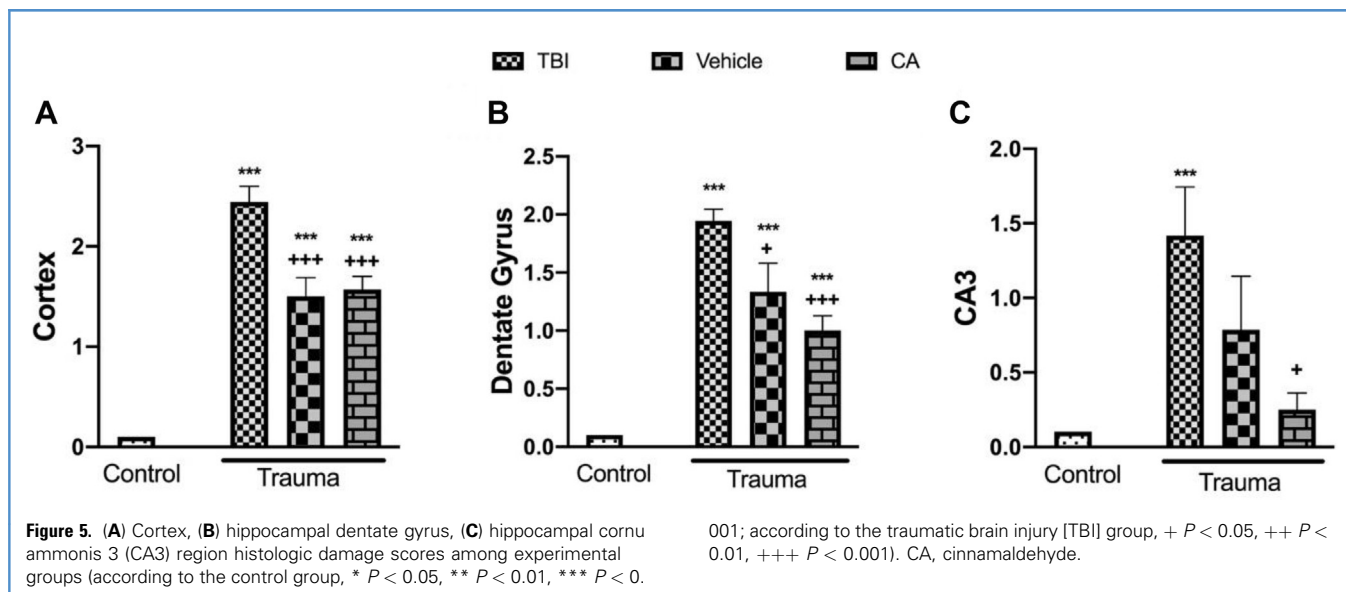 TBI Vehicle CA
A
Cortex
3
2
1
0
***
***
+++
***
+++
Control
Trauma
B
Dentate Gyrus
2.5
2.0
1.5
1.0
0.5
0.0
***
***
+
***
+++
Control
Trauma
C
CA3
2.0
1.5
1.0
0.5
0.0
***
+
Control
Trauma
Figure 5. (A) Cortex, (B) hippocampal dentate gyrus, (C) hippocampal cornu
ammonis 3 (CA3) region histologic damage scores among experimental
groups (according to the control group, * P < 0.05, ** P < 0.01, *** P < 0.
001; according to the traumatic brain injury [TBI] group, + P < 0.05, ++ P <
0.01, +++ P < 0.001). CA, cinnamaldehyde.